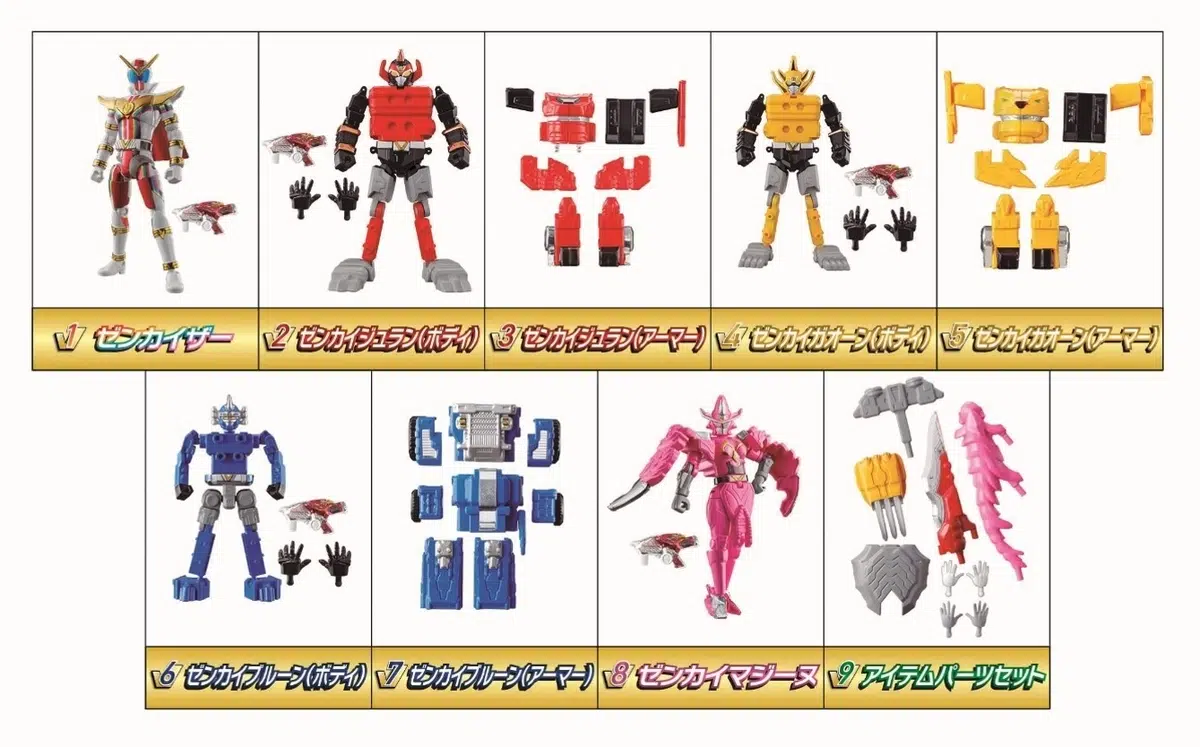 1 ゼンカイザー
2 ゼンカイジュラン(ボディ)
3 ゼンカイジュラン(アーマー)
4 ゼンカイガオーン(ボディ)
5 ゼンカイガオーン(アーマー)
6 ゼンカイブルーン(ボディ)
7 ゼンカイブルーン(アーマー)
8 ゼンカイマジーヌ
9 アイテムパーツセット